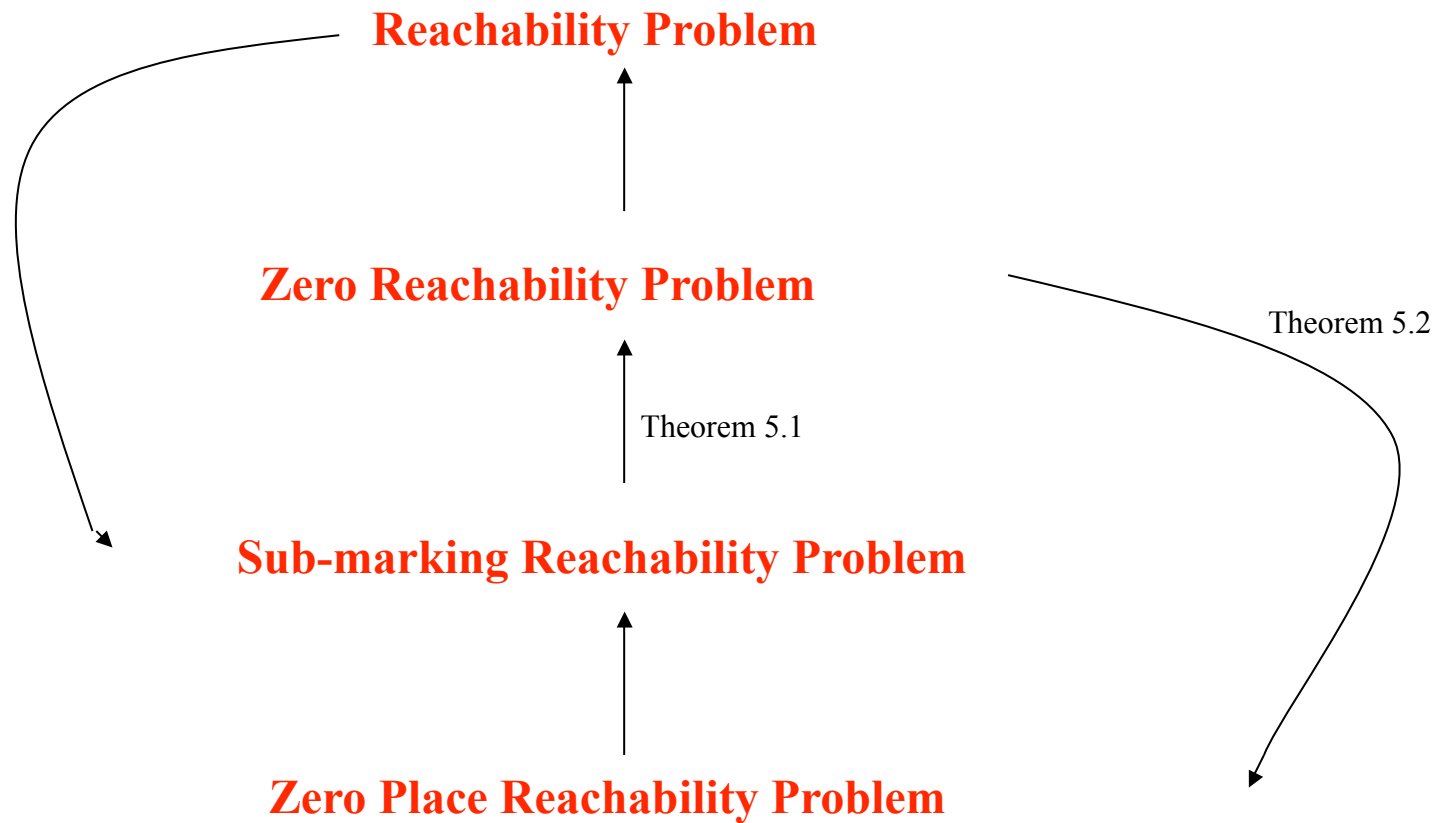 Reachability Problem
Zero Reachability Problem
Theorem 5.2
Theorem 5.1
Sub-marking Reachability Problem
Zero Place Reachability Problem